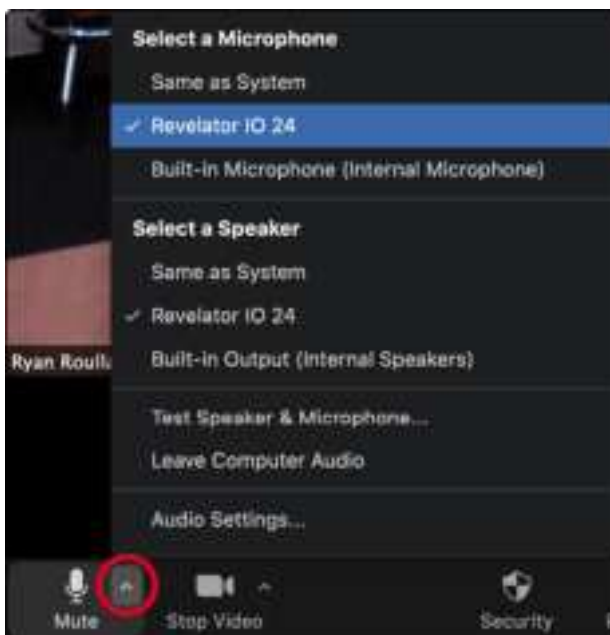 Select a Microphone
Same as System
Revelator IO 24
Built-in Microphone (Internal Microphone)
Select a Speaker
Same as System
Revelator IO 24
Built-in Output (Internal Speakers)
Ryan
Test Speaker & Microphone...
Leave Computer Audio
Audio Settings...
Mute
Stop Video
Security